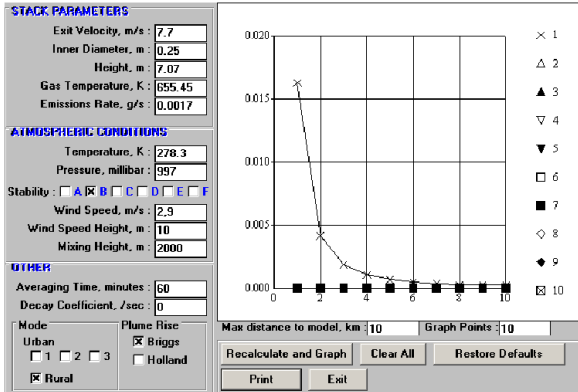 STACK PARAMETERS
Exit Velocity, m/s : 7.7
Inner Diameter, m : 0.25
Height, m : 7.07
Gas Temperature, K : 655.45
Emissions Rate, g/s : 0.0017
ATMOSPHERIC CONDITIONS
Temperature, K : 278.3
Pressure, millibar : 997
Stability : A B C D E F
Wind Speed, m/s : 2,9
Wind Speed Height, m : 10
Mixing Height, m : 2000
OTHER
Averaging Time, minutes : 60
Decay Coefficient, /sec : 0
Mode
Urban
1 2 3
Rural
Plume Rise
Briggs
Holland
0.020
0.015
0.010
0.005
0.000
0 2 4 6 8 10
1
2
3
4
5
6
7
8
9
10
Max distance to model, km : 10 Graph Points : 10
Recalculate and Graph Clear All Restore Defaults
Print Exit